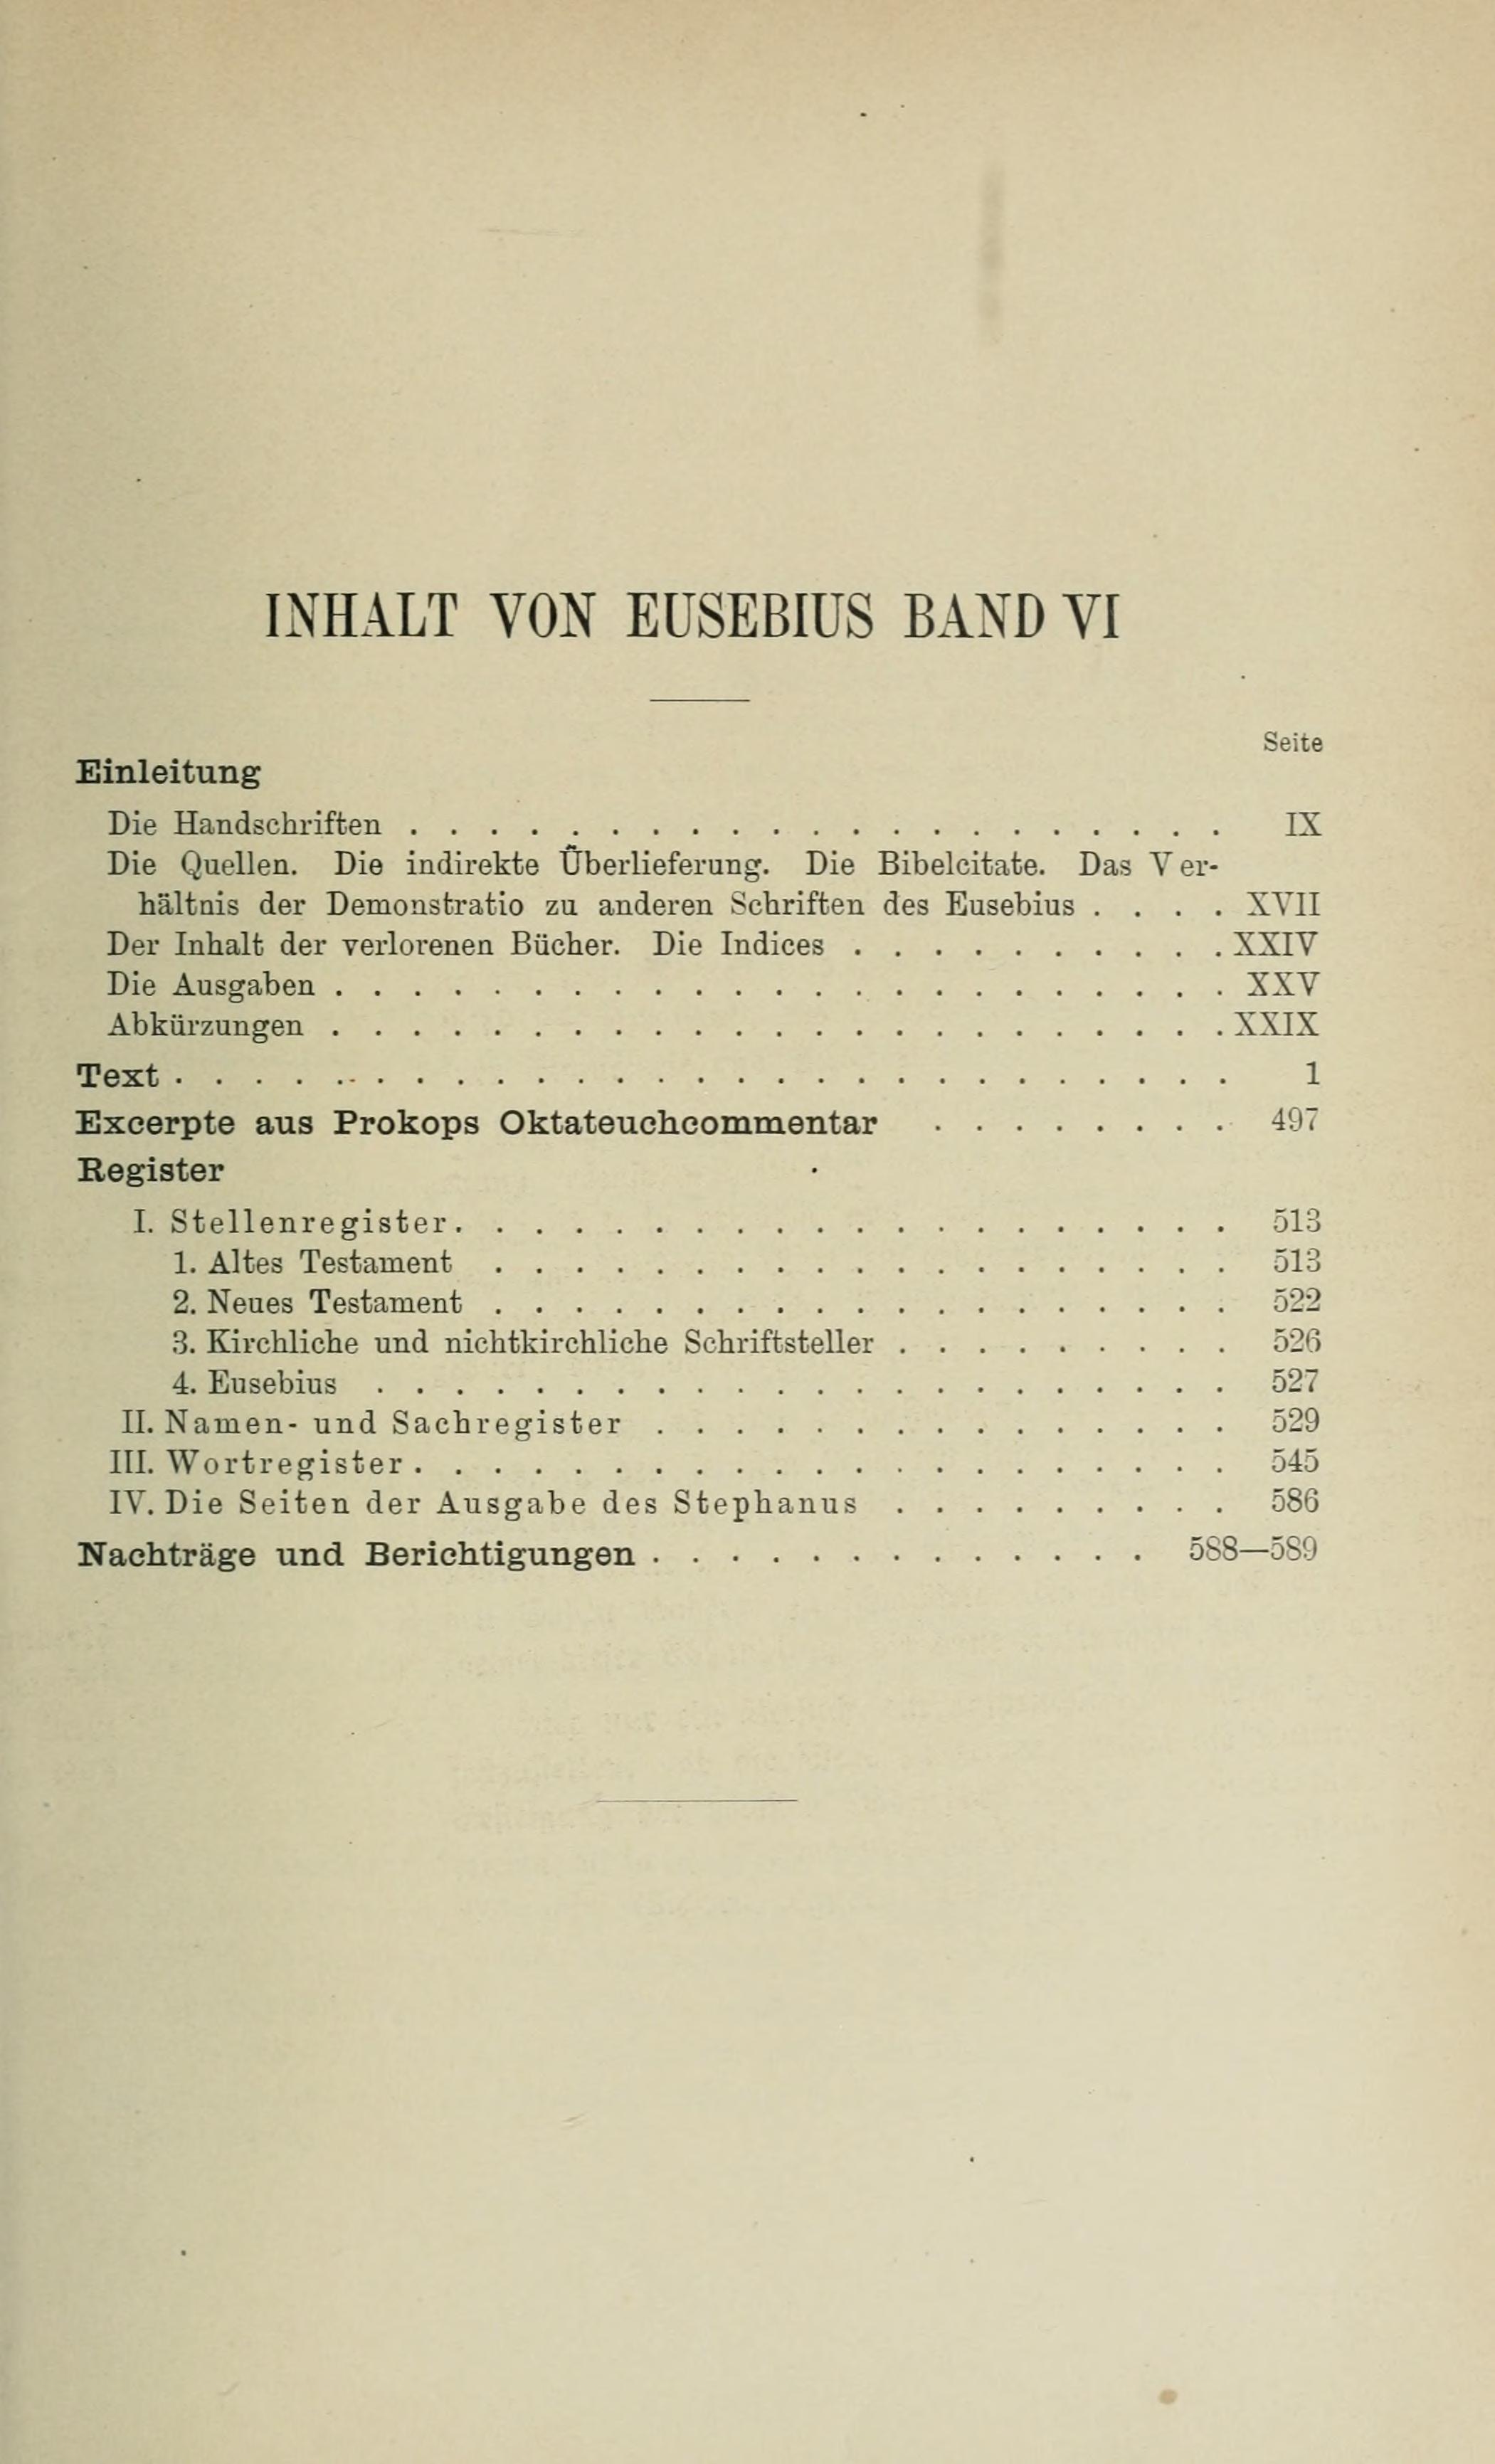 INHALT VON EUSEBIUS BAND VI
Seite
Einleitung
Die Handschriften . . . . . . . . . . . . . . . . . . . . . IX
Die Quellen. Die indirekte Überlieferung. Die Bibelcitate. Das Ver-
hältnis der Demonstratio zu anderen Schriften des Eusebius . . . . XVII
Der Inhalt der verlorenen Bücher. Die Indices . . . . . . . . . . XXIV
Die Ausgaben . . . . . . . . . . . . . . . . . . . . . . . XXV
Abkürzungen . . . . . . . . . . . . . . . . . . . . . . . XXIX
Text . . . . . . . . . . . . . . . . . . . . . . . . . . . 1
Excerpte aus Prokops Oktateuchcommentar . . . . . . . . 497
Register
I. Stellenregister . . . . . . . . . . . . . . . . . . . . 513
1. Altes Testament . . . . . . . . . . . . . . . . . . . 513
2. Neues Testament . . . . . . . . . . . . . . . . . . . 522
3. Kirchliche und nichtkirchliche Schriftsteller . . . . . . . . . 526
4. Eusebius . . . . . . . . . . . . . . . . . . . . . . 527
II. Namen- und Sachregister . . . . . . . . . . . . . . . 529
III. Wortregister . . . . . . . . . . . . . . . . . . . . . 545
IV. Die Seiten der Ausgabe des Stephanus . . . . . . . . . 586
Nachträge und Berichtigungen . . . . . . . . . . . . . 588—589